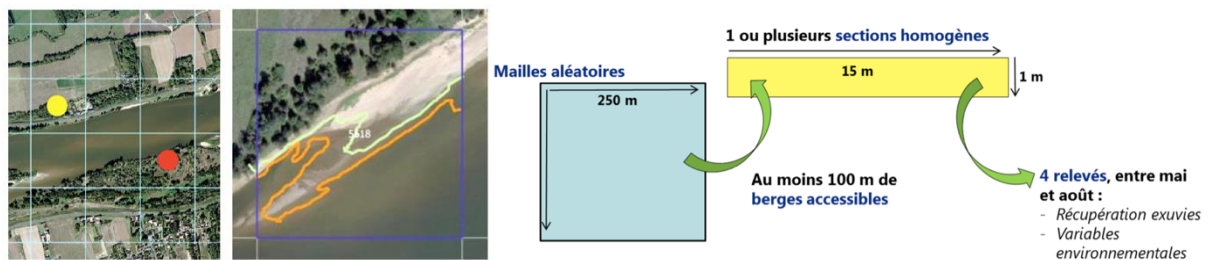 5518
Mailles aléatoires
250 m
1 ou plusieurs sections homogènes
15 m
1 m
Au moins 100 m de
berges accessibles
4 relevés, entre mai
et août :
- Récupération exuvies
- Variables
environnementales